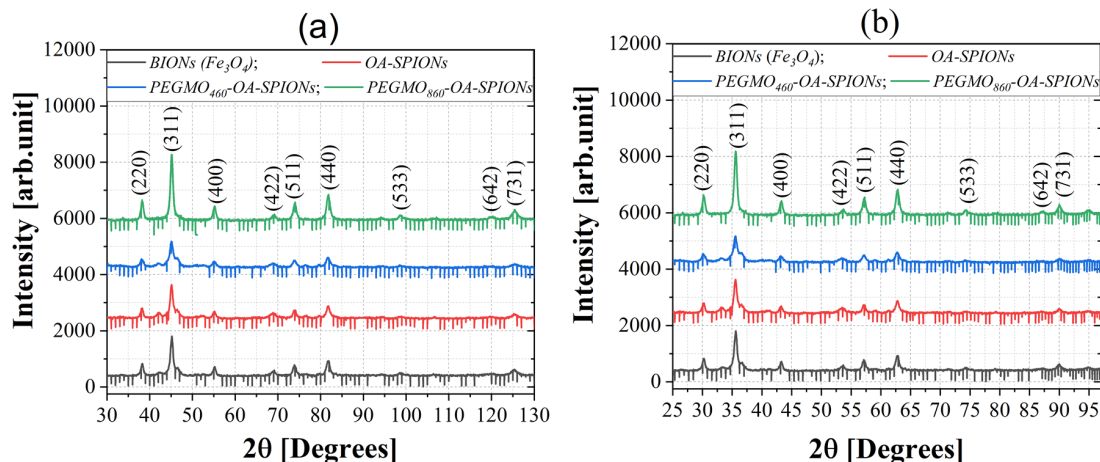 (a)
12000
10000
8000
6000
4000
2000
0
Intensity [arb.unit]
BIONs (Fe3O4); OA-SPIONs
PEGMO460-OA-SPIONs; PEGMO860-OA-SPIONs
(220) (311) (400) (422) (511) (440) (533) (642) (731)
30 40 50 60 70 80 90 100 110 120 130
2θ [Degrees]
(b)
12000
10000
8000
6000
4000
2000
0
Intensity [arb.unit]
BIONs (Fe3O4); OA-SPIONs
PEGMO460-OA-SPIONs; PEGMO860-OA-SPIONs
(220) (311) (400) (422) (511) (440) (533) (642) (731)
25 30 35 40 45 50 55 60 65 70 75 80 85 90 95
2θ [Degrees]